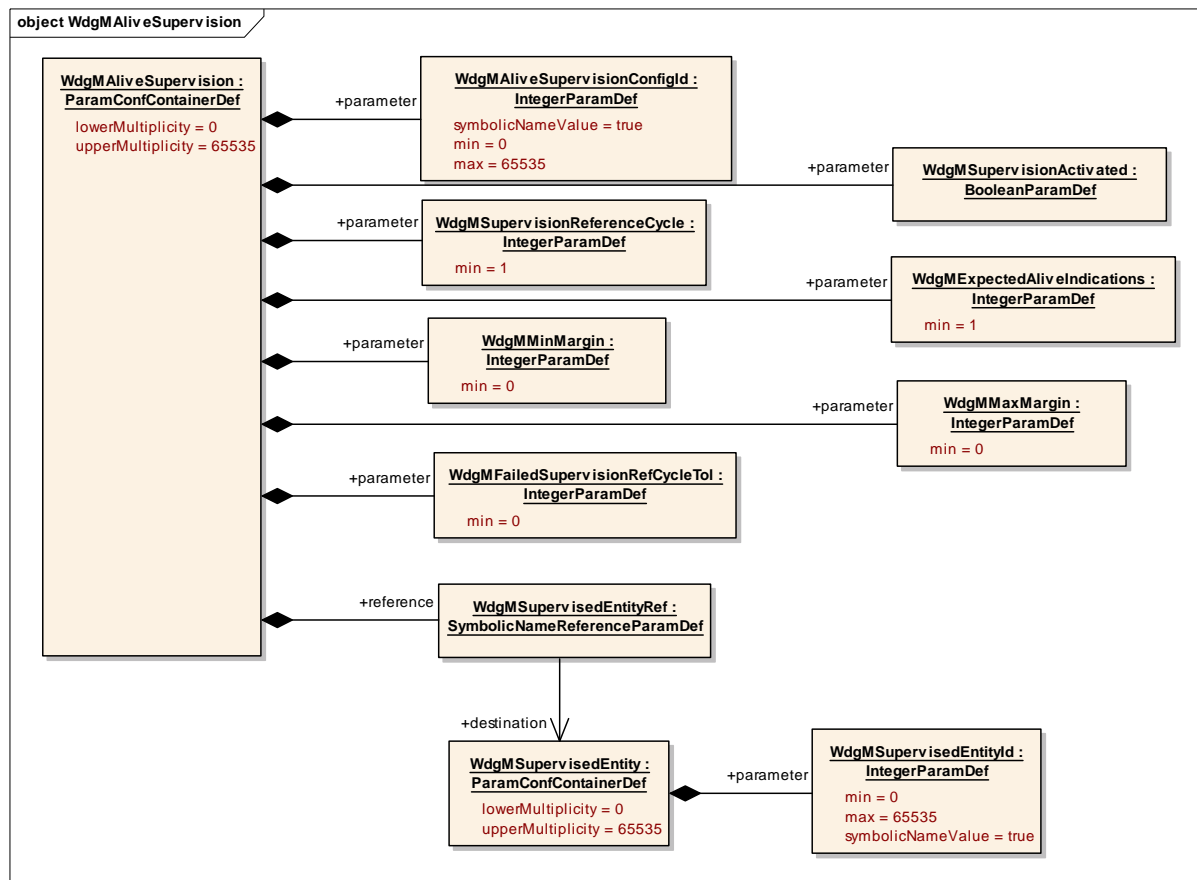 object WdgMAliveSupervision
WdgMAliveSupervision :
ParamConfContainerDef
lowerMultiplicity = 0
upperMultiplicity = 65535
+parameter
WdgMAliveSupervisionConfigId :
IntegerParamDef
symbolicNameValue = true
min = 0
max = 65535
+parameter
WdgMSupervisionActivated :
BooleanParamDef
+parameter
WdgMSupervisionReferenceCycle :
IntegerParamDef
min = 1
+parameter
WdgMExpectedAliveIndications :
IntegerParamDef
min = 1
+parameter
WdgMMinMargin :
IntegerParamDef
min = 0
+parameter
WdgMMaxMargin :
IntegerParamDef
min = 0
+parameter
WdgMFailedSupervisionRefCycleTol :
IntegerParamDef
min = 0
+reference
WdgMSupervisedEntityRef :
SymbolicNameReferenceParamDef
+destination
WdgMSupervisedEntity :
ParamConfContainerDef
lowerMultiplicity = 0
upperMultiplicity = 65535
+parameter
WdgMSupervisedEntityId :
IntegerParamDef
min = 0
max = 65535
symbolicNameValue = true